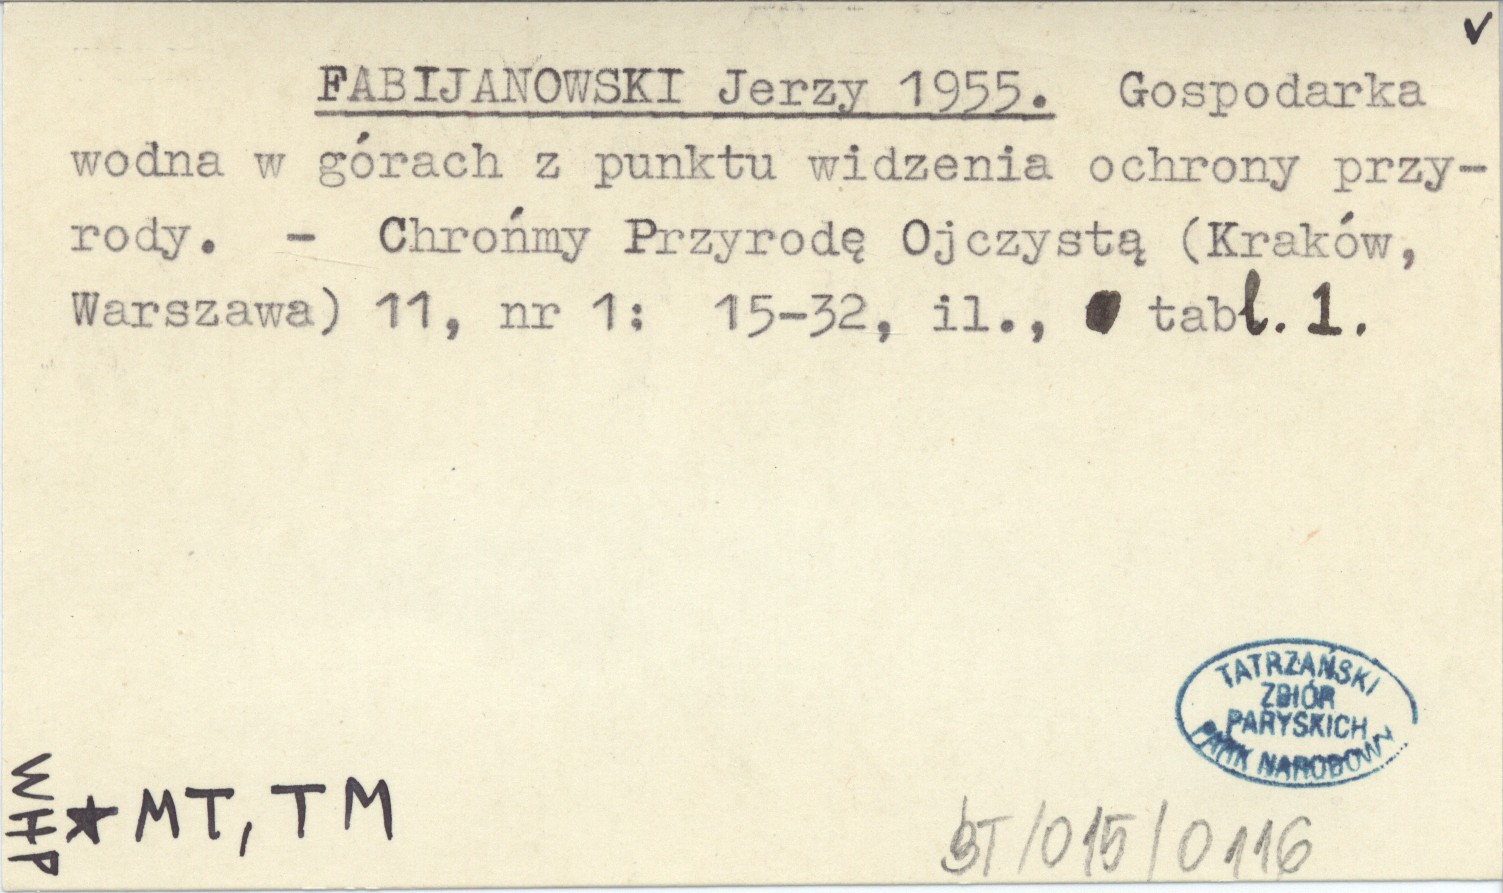 ✓
FABIJANOWSKI Jerzy 1955. Gospodarka
wodna w górach z punktu widzenia ochrony przy-
rody. - Chrońmy Przyrodę Ojczystą (Kraków,
Warszawa) 11, nr 1: 15-32, il., tabl. 1.
TATRZAŃSKI
ZBIÓR
PARYSKICH
PARK NARODOWY
WHP
★ MT, TM
BT/015/0116